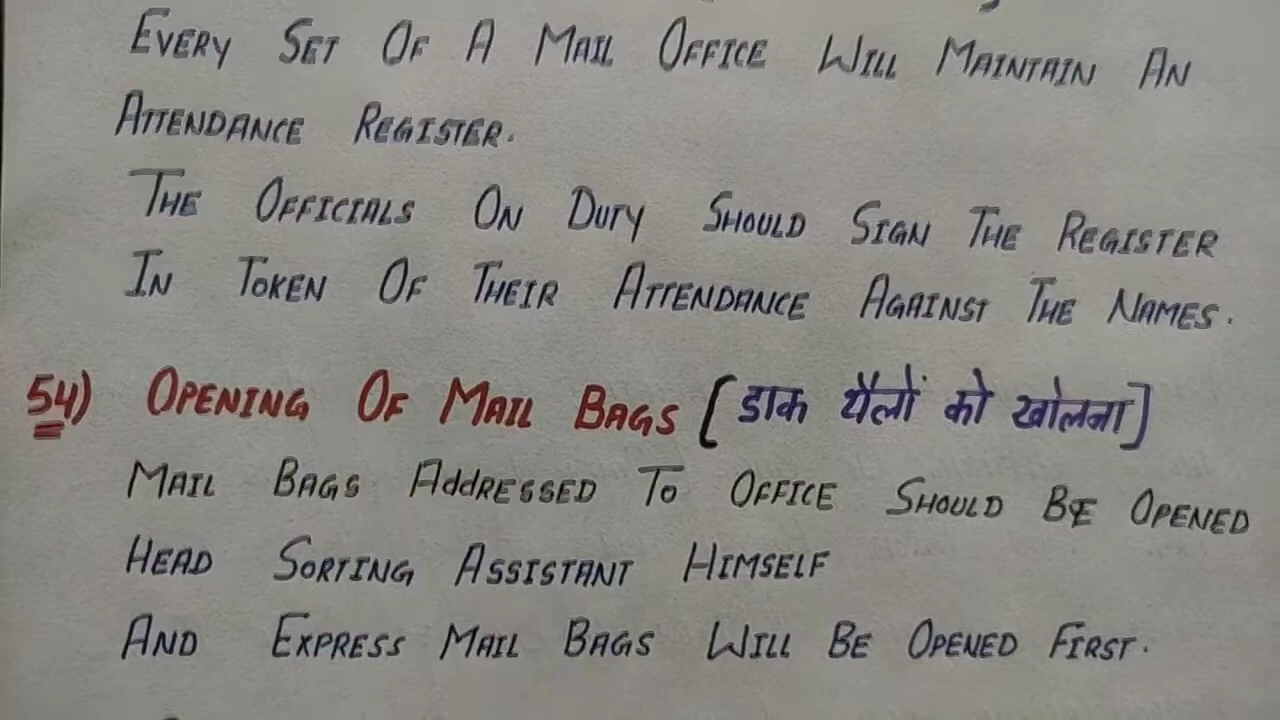 EVERY SET OF A MAIL OFFICE WILL MAINTAIN AN
ATTENDANCE REGISTER.
THE OFFICIALS ON DUTY SHOULD SIGN THE REGISTER
IN TOKEN OF THEIR ATTENDANCE AGAINST THE NAMES.
54) OPENING OF MAIL BAGS [डाक थैलों को खोलना]
MAIL BAGS ADDRESSED TO OFFICE SHOULD BE OPENED
HEAD SORTING ASSISTANT HIMSELF
AND EXPRESS MAIL BAGS WILL BE OPENED FIRST.